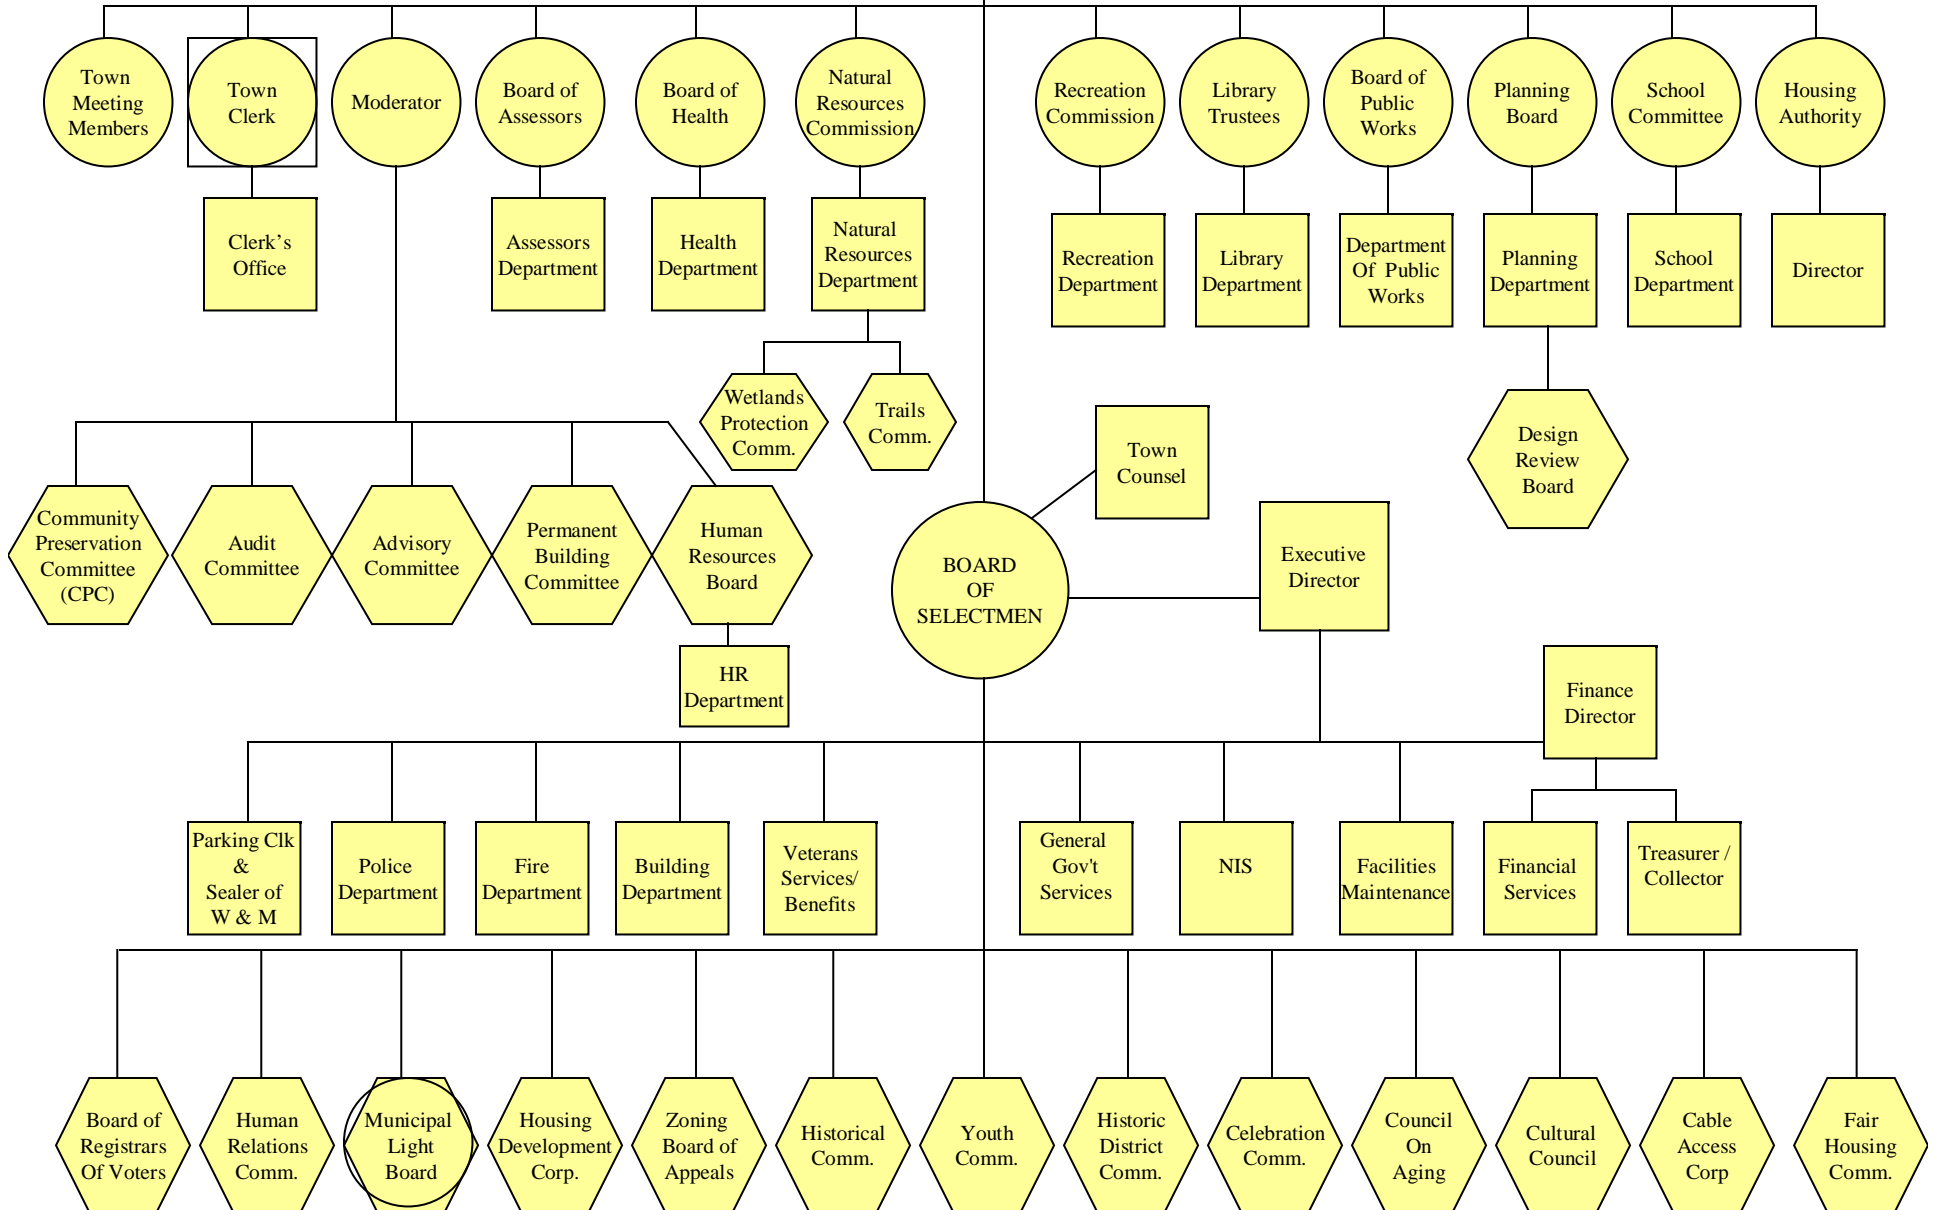 Town
Meeting
Members
Town
Clerk
Moderator
Board of
Assessors
Board of
Health
Natural
Resources
Commission
Recreation
Commission
Library
Trustees
Board of
Public
Works
Planning
Board
School
Committee
Housing
Authority
Clerk’s
Office
Assessors
Department
Health
Department
Natural
Resources
Department
Recreation
Department
Library
Department
Department
Of Public
Works
Planning
Department
School
Department
Director
Wetlands
Protection
Comm.
Trails
Comm.
Design
Review
Board
Town
Counsel
Community
Preservation
Committee
(CPC)
Audit
Committee
Advisory
Committee
Permanent
Building
Committee
Human
Resources
Board
BOARD
OF
SELECTMEN
Executive
Director
HR
Department
Finance
Director
Parking Clk
&
Sealer of
W & M
Police
Department
Fire
Department
Building
Department
Veterans
Services/
Benefits
General
Gov't
Services
NIS
Facilities
Maintenance
Financial
Services
Treasurer /
Collector
Board of
Registrars
Of Voters
Human
Relations
Comm.
Municipal
Light
Board
Housing
Development
Corp.
Zoning
Board of
Appeals
Historical
Comm.
Youth
Comm.
Historic
District
Comm.
Celebration
Comm.
Council
On
Aging
Cultural
Council
Cable
Access
Corp
Fair
Housing
Comm.